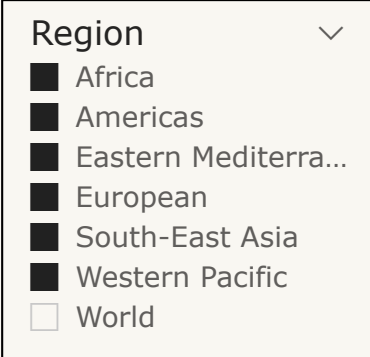 Region
Africa
Americas
Eastern Mediterra...
European
South-East Asia
Western Pacific
World